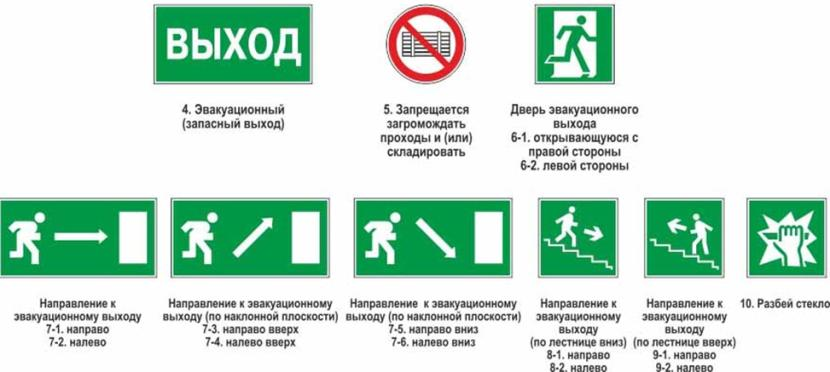 ВЫХОД
4. Эвакуационный
(запасный выход)
5. Запрещается
загромождать
проходы и (или)
складировать
Дверь эвакуационного
выхода
6-1. открывающуюся с
правой стороны
6-2. левой стороны
Направление к
эвакуационному выходу
7-1. направо
7-2. налево
Направление к эвакуационному
выходу (по наклонной плоскости)
7-3. направо вверх
7-4. налево вверх
Направление к эвакуационному
выходу (по наклонной плоскости)
7-5. направо вниз
7-6. налево вниз
Направление к
эвакуационному
выходу
(по лестнице вниз)
8-1. направо
8-2. налево
Направление к
эвакуационному
выходу
(по лестнице вверх)
9-1. направо
9-2. налево
10. Разбей стекло